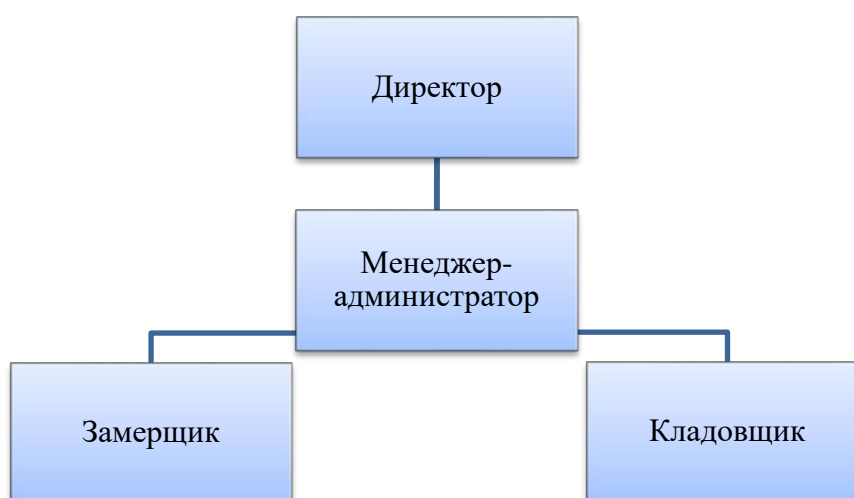 Директор
Менеджер-
администратор
Замерщик
Кладовщик